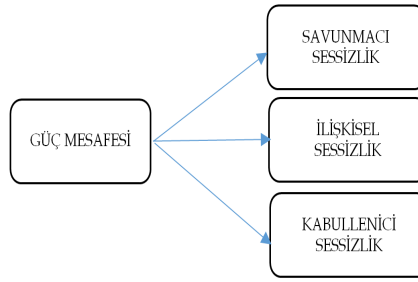 SAVUNMACI
SESSİZLİK
GÜÇ MESAFESİ
İLİŞKİSEL
SESSİZLİK
KABULLENİCİ
SESSİZLİK